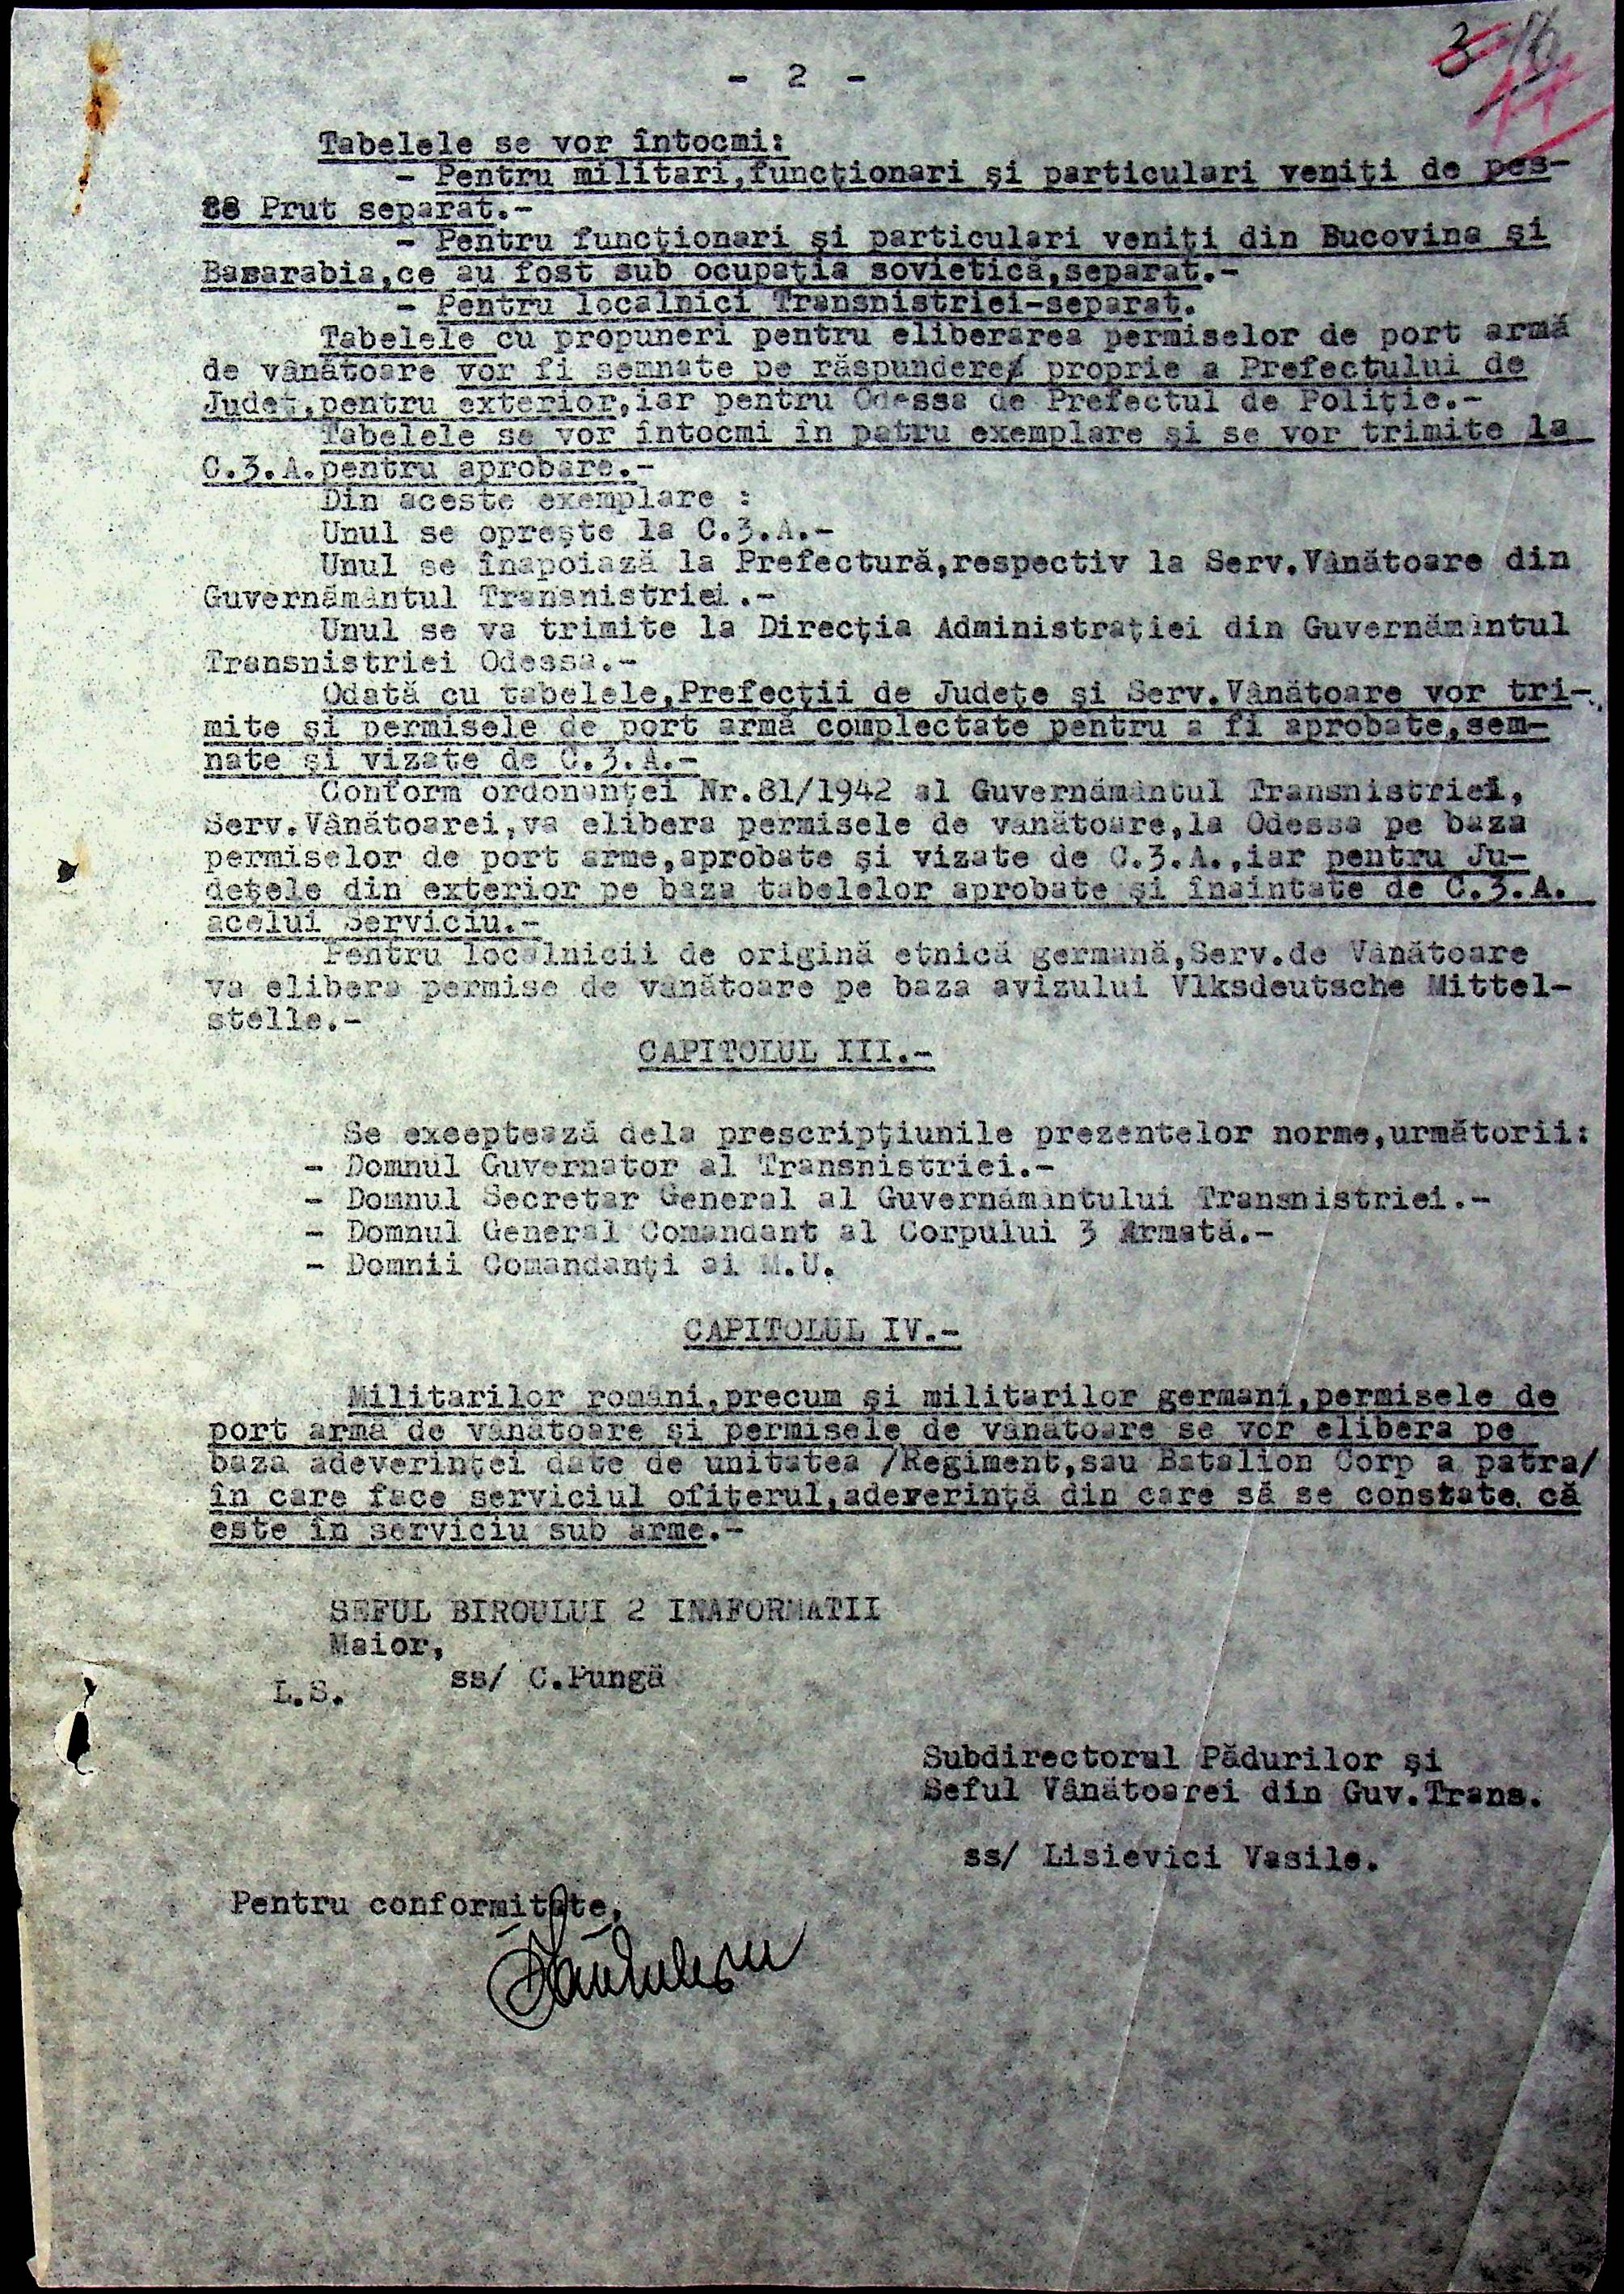 - 2 -
3
Tabelele se vor întocmi:
- Pentru militari,funcţionari şi particulari veniţi de pes-
88 Prut separat.-
- Pentru funcţionari şi particulari veniţi din Bucovina şi
Basarabia,ce au fost sub ocupaţia sovietică,separat.-
- Pentru localnici Transnistriei-separat.
Tabelele cu propuneri pentru eliberarea permiselor de port armă
de vânătoare vor fi semnate pe răspundere proprie a Prefectului de
Judeţ,pentru exterior,iar pentru Odessa de Prefectul de Poliţie.-
Tabelele se vor întocmi în patru exemplare şi se vor trimite la
C.3.A.pentru aprobare.-
Din aceste exemplare :
Unul se opreşte la C.3.A.-
Unul se înapoiază la Prefectură,respectiv la Serv.Vânătoare din
Guvernământul Transnistriei.-
Unul se va trimite la Direcţia Administraţiei din Guvernământul
Transnistriei Odessa.-
Odată cu tabelele,Prefecţii de Judeţe şi Serv.Vânătoare vor tri-
mite şi permisele de port armă complectate pentru a fi aprobate,sem-
nate şi vizate de C.3.A.-
Conform ordonanţei Nr.81/1942 al Guvernământul Transnistriei,
Serv.Vânătoarei,va elibera permisele de vânătoare,la Odessa pe baza
permiselor de port arme,aprobate şi vizate de C.3.A.,iar pentru Ju-
deţele din exterior pe baza tabelelor aprobate şi înaintate de C.3.A.
acelui Serviciu.-
Pentru localnicii de origină etnică germană,Serv.de Vânătoare
va elibera permise de vânătoare pe baza avizului Vlksdeutsche Mittel-
stelle.-
CAPITOLUL III.-
Se exceptează dela prescripţiunile prezentelor norme,următorii:
- Domnul Guvernator al Transnistriei.-
- Domnul Secretar General al Guvernământului Transnistriei.-
- Domnul General Comandant al Corpului 3 Armată.-
- Domnii Comandanţi ai M.U.
CAPITOLUL IV.-
Militarilor români,precum şi militarilor germani,permisele de
port armă de vânătoare şi permisele de vânătoare se vor elibera pe
baza adeverinţei date de unitatea /Regiment,sau Batalion Corp a patra/
în care face serviciul ofiţerul,adeverinţă din care să se constate că
este în serviciu sub arme.-
SEFUL BIROULUI 2 INAFORMATII
Maior,
ss/ C.Pungă
L.S.
Subdirectorul Pădurilor şi
Seful Vânătoarei din Guv.Trans.
ss/ Lisievici Vasile.
Pentru conformitate,